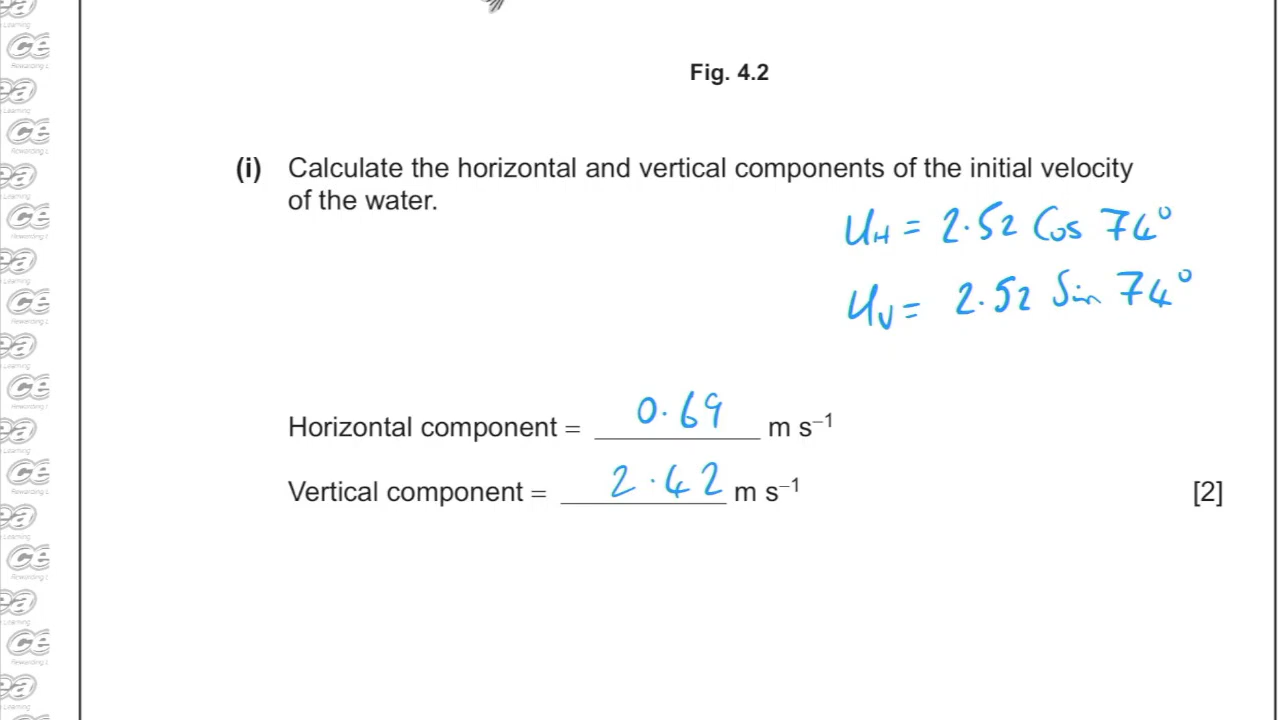 Fig. 4.2
(i) Calculate the horizontal and vertical components of the initial velocity
of the water.
U_H = 2.52 Cos 74°
U_V = 2.52 Sin 74°
Horizontal component = 0.69 m s⁻¹
Vertical component = 2.42 m s⁻¹ [2]